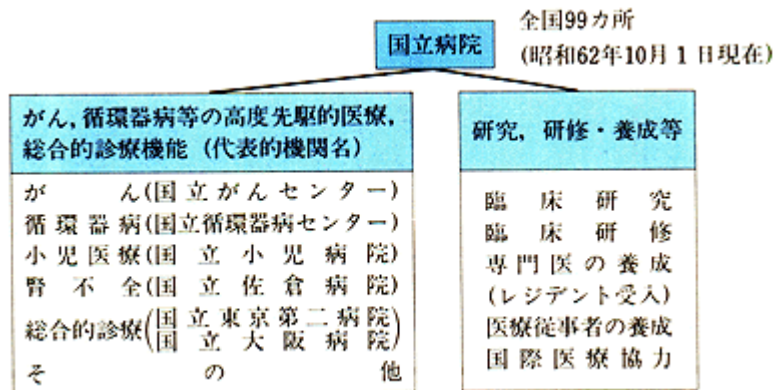 国立病院
全国99カ所
(昭和62年10月1日現在)
がん,循環器病等の高度先駆的医療,
総合的診療機能(代表的機関名)
がん(国立がんセンター)
循環器病(国立循環器病センター)
小児医療(国立小児病院)
腎不全(国立佐倉病院)
総合的診療(国立東京第二病院
国立大阪病院)
その他
研究,研修・養成等
臨床研究
臨床研修
専門医の養成
(レジデント受入)
医療従事者の養成
国際医療協力